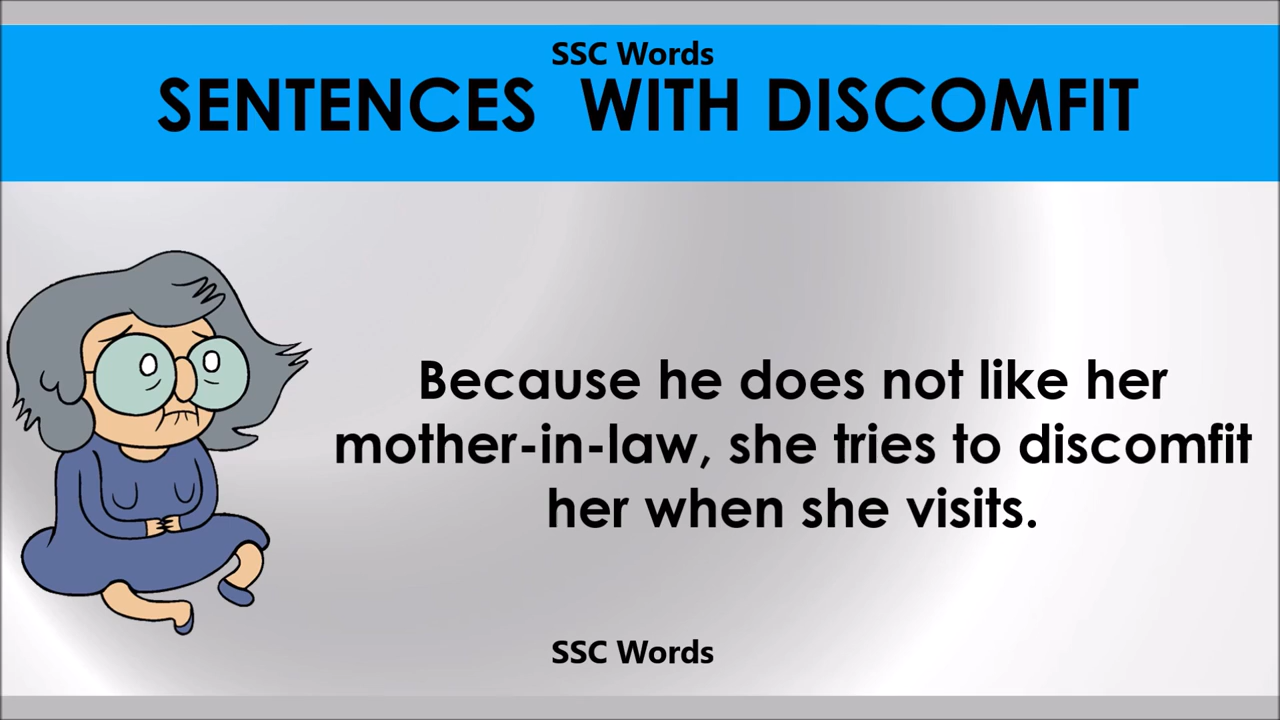 SSC Words
SENTENCES WITH DISCOMFIT
Because he does not like her
mother-in-law, she tries to discomfit
her when she visits.
SSC Words